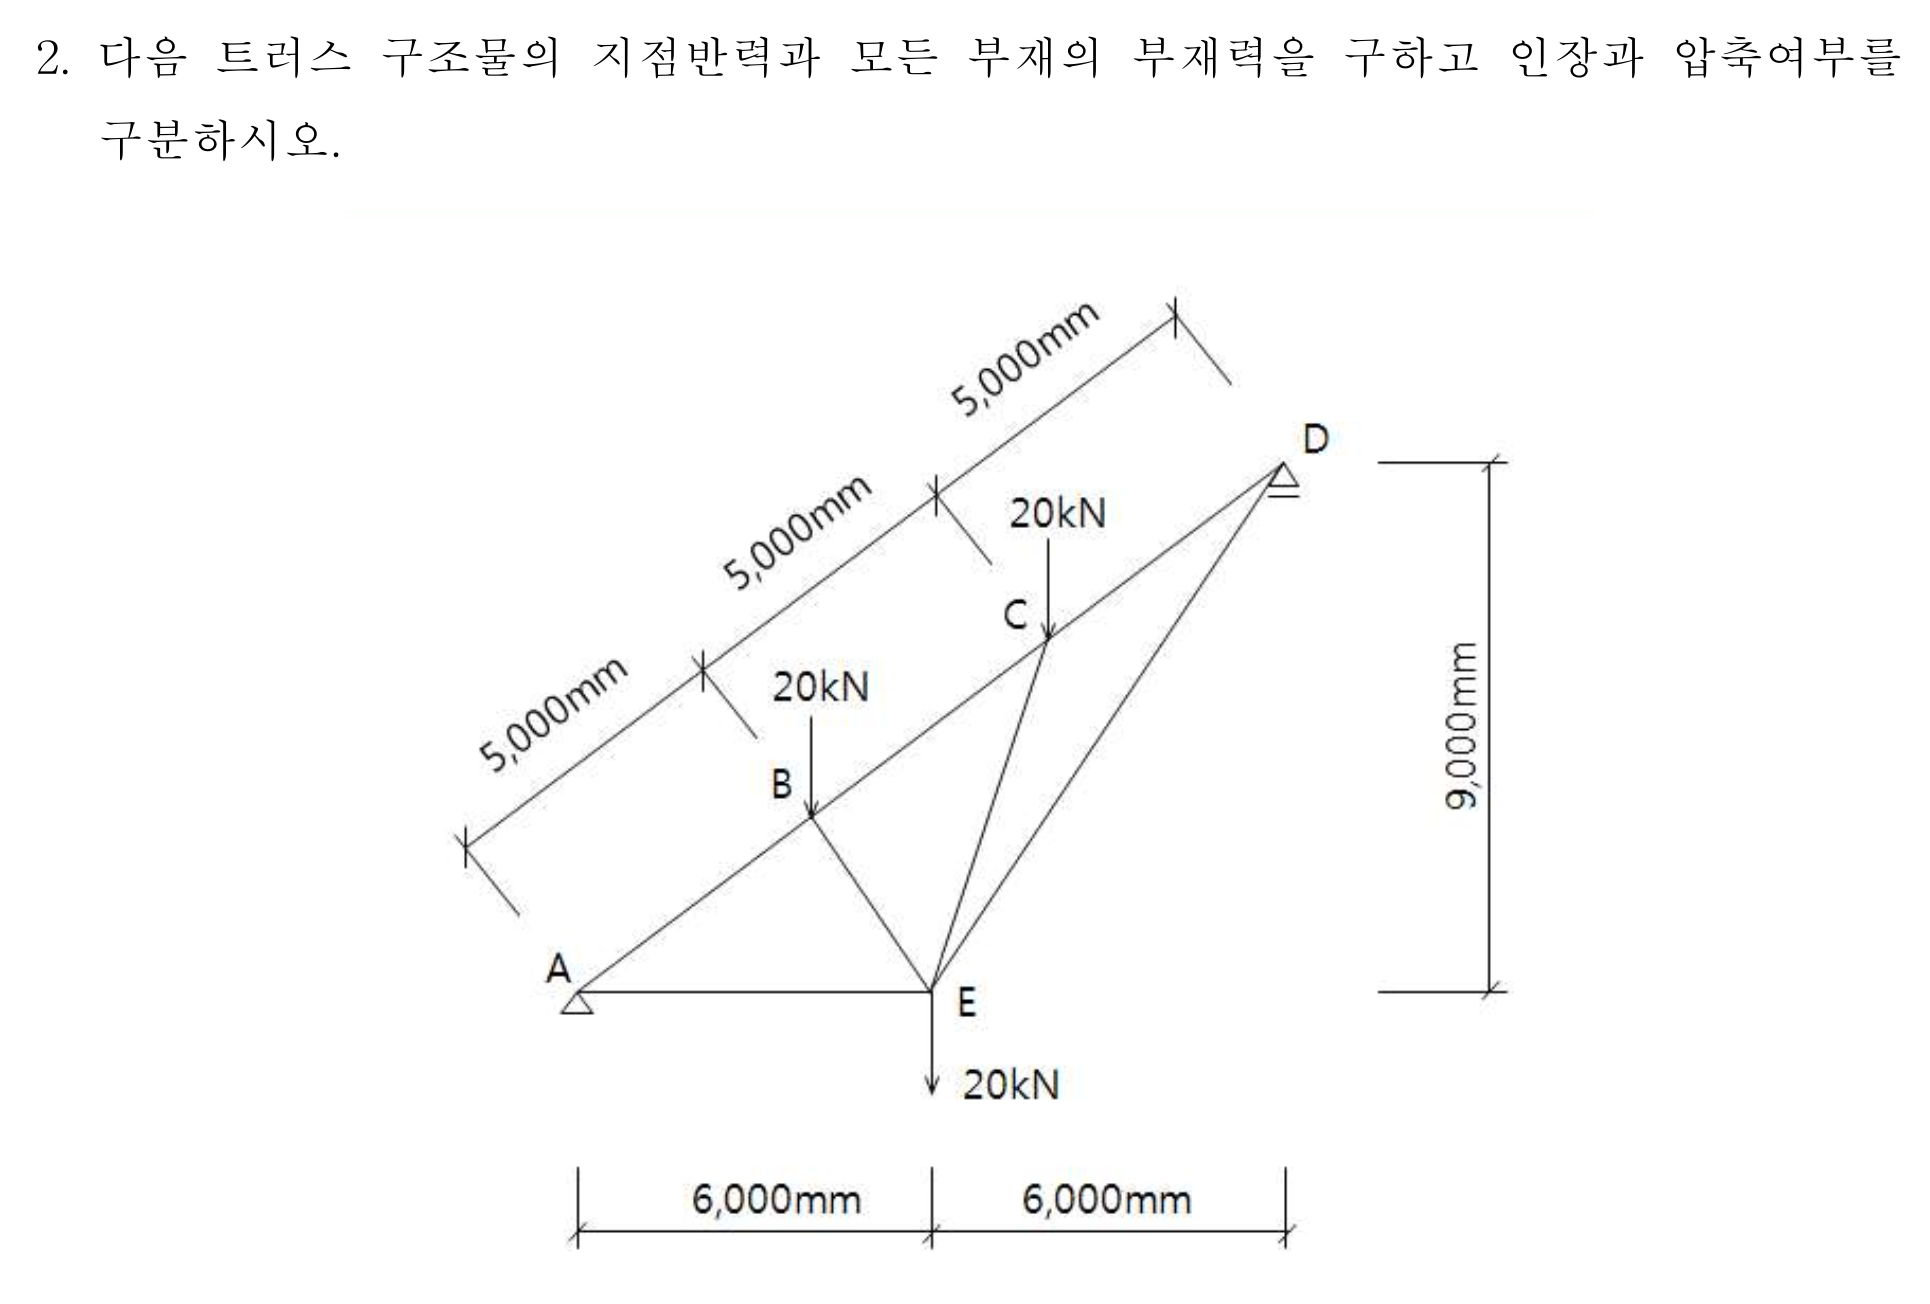 2. 다음 트러스 구조물의 지점반력과 모든 부재의 부재력을 구하고 인장과 압축여부를
구분하시오.
5,000mm
5,000mm
5,000mm
D
20kN
C
20kN
B
9,000mm
A
E
20kN
6,000mm
6,000mm